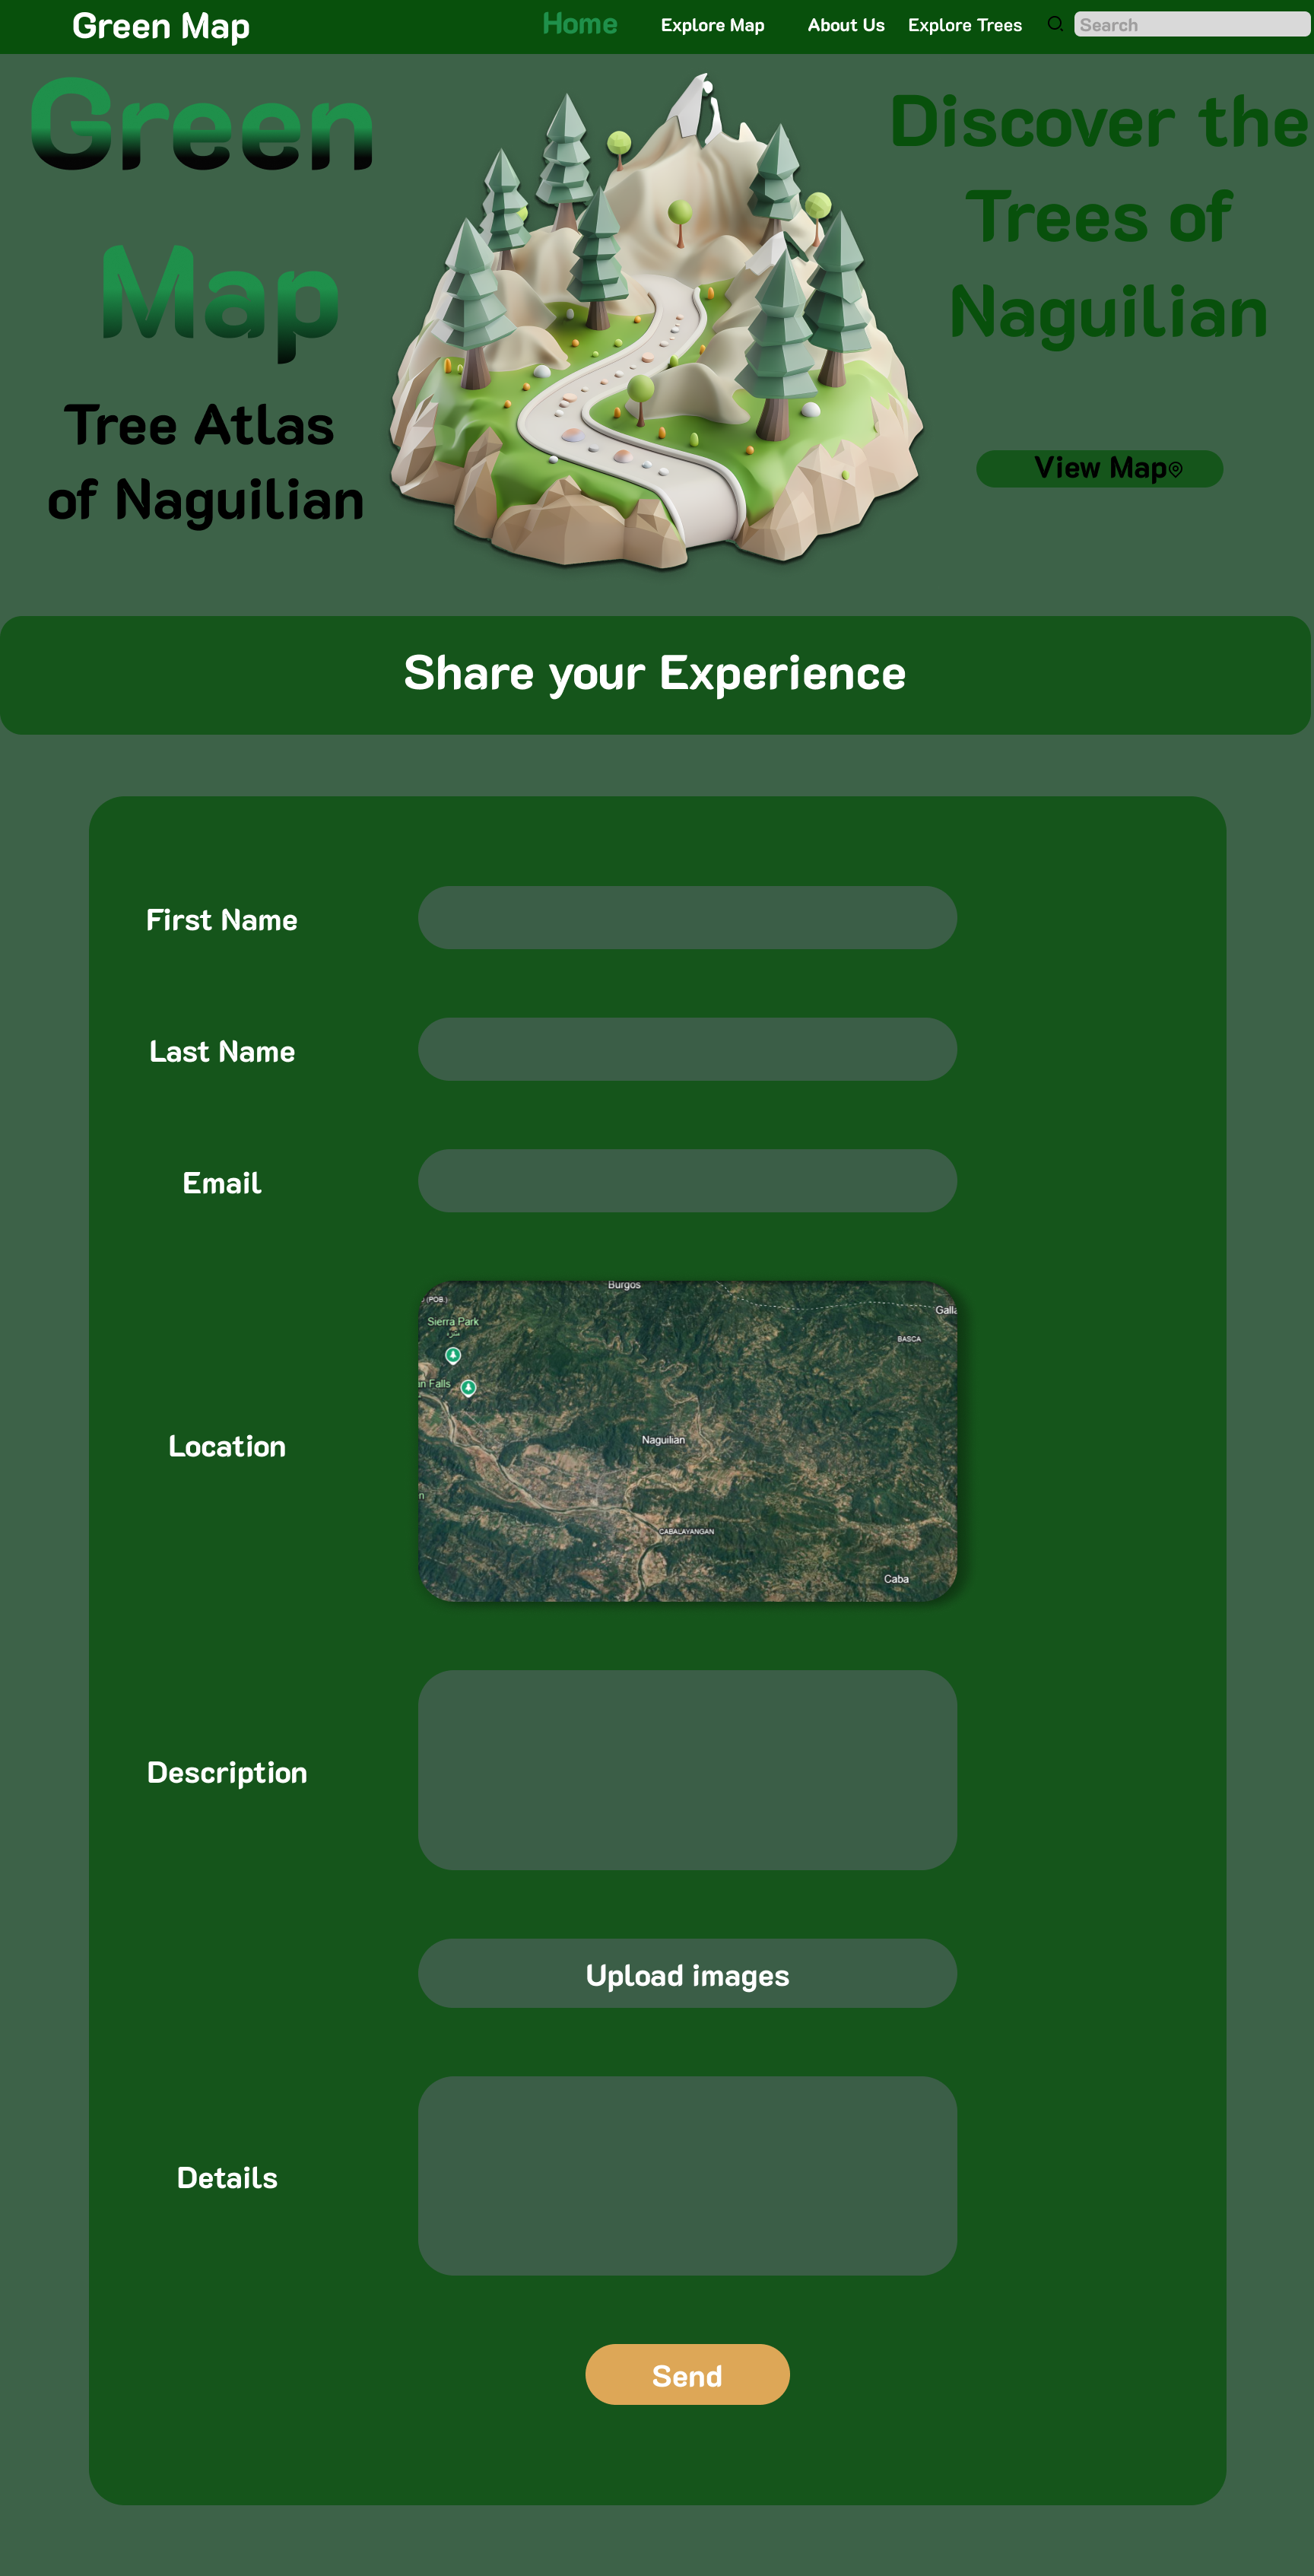 Green Map
Home
Explore Map
About Us
Explore Trees
Search
Green
Map
Tree Atlas
of Naguilian
Discover the
Trees of
Naguilian
View Map
Share your Experience
First Name
Last Name
Email
Location
Burgos
(POB.)
Sierra Park
Galla
BASCA
in Falls
Naguilian
n
CABALAYANGAN
Caba
Description
Upload images
Details
Send